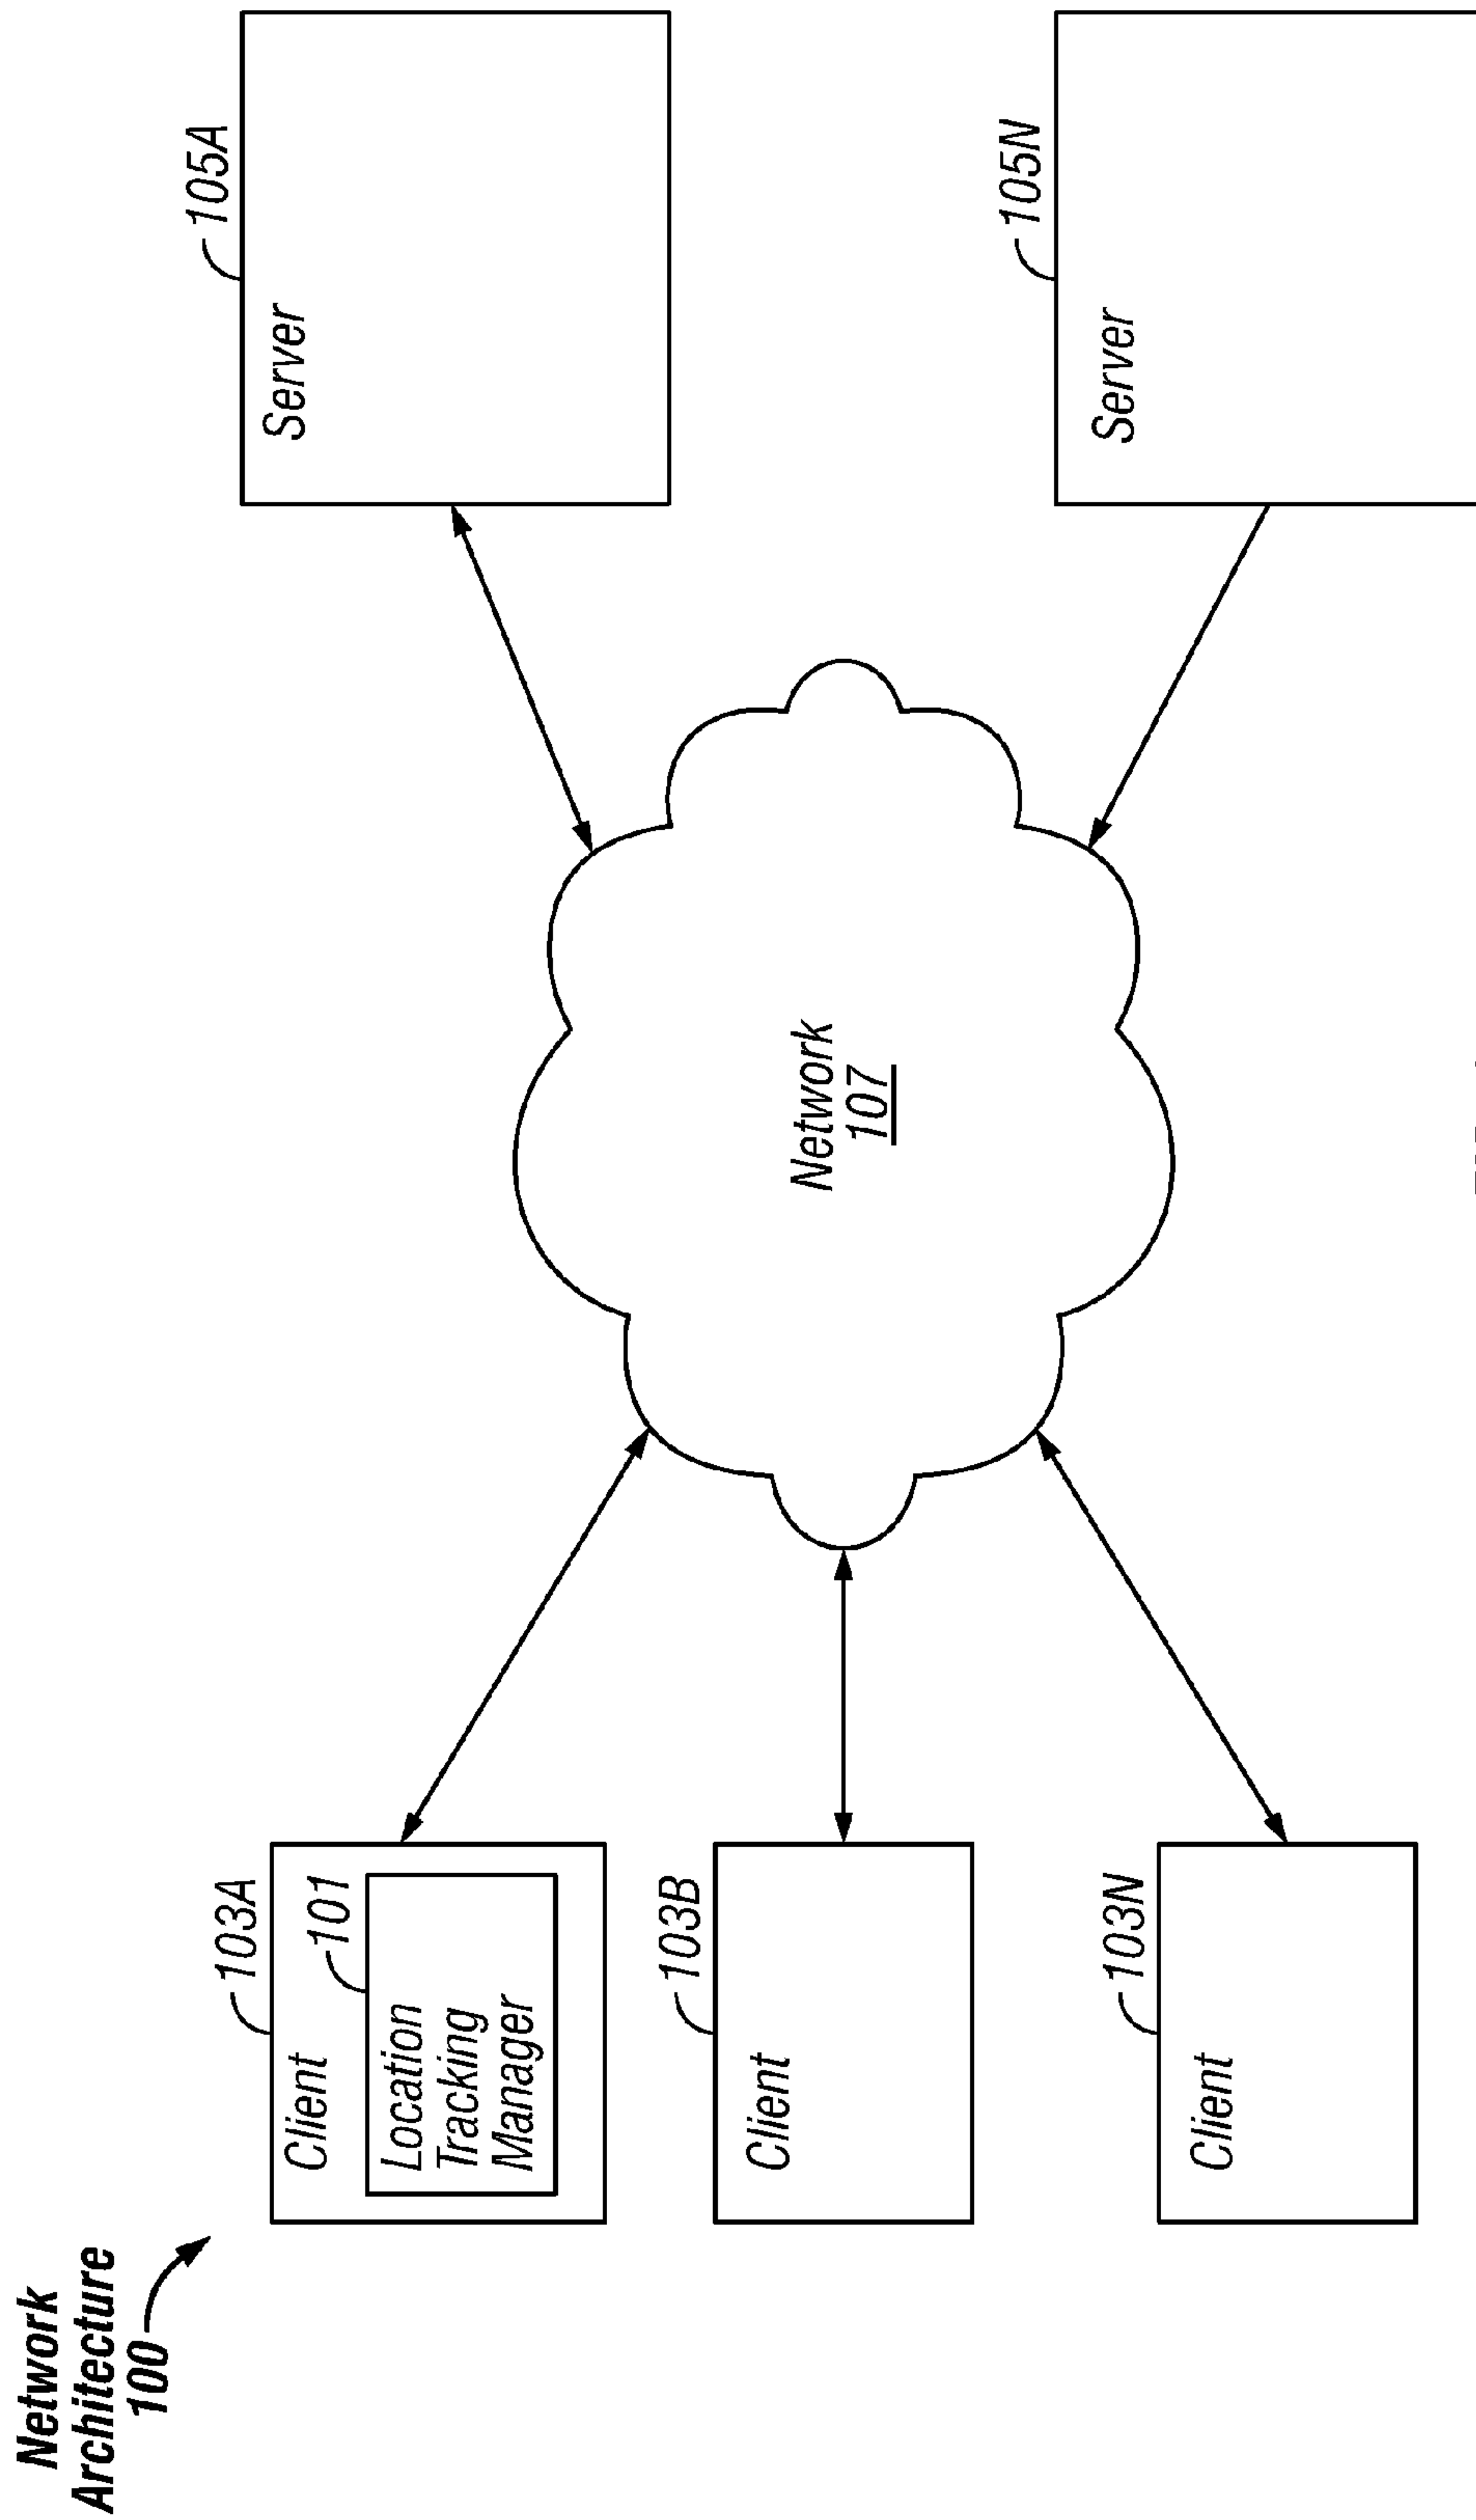 Network
Architecture
100
103A
Client
101
Location
Tracking
Manager
103B
Client
103N
Client
Network
107
105A
Server
105N
Server